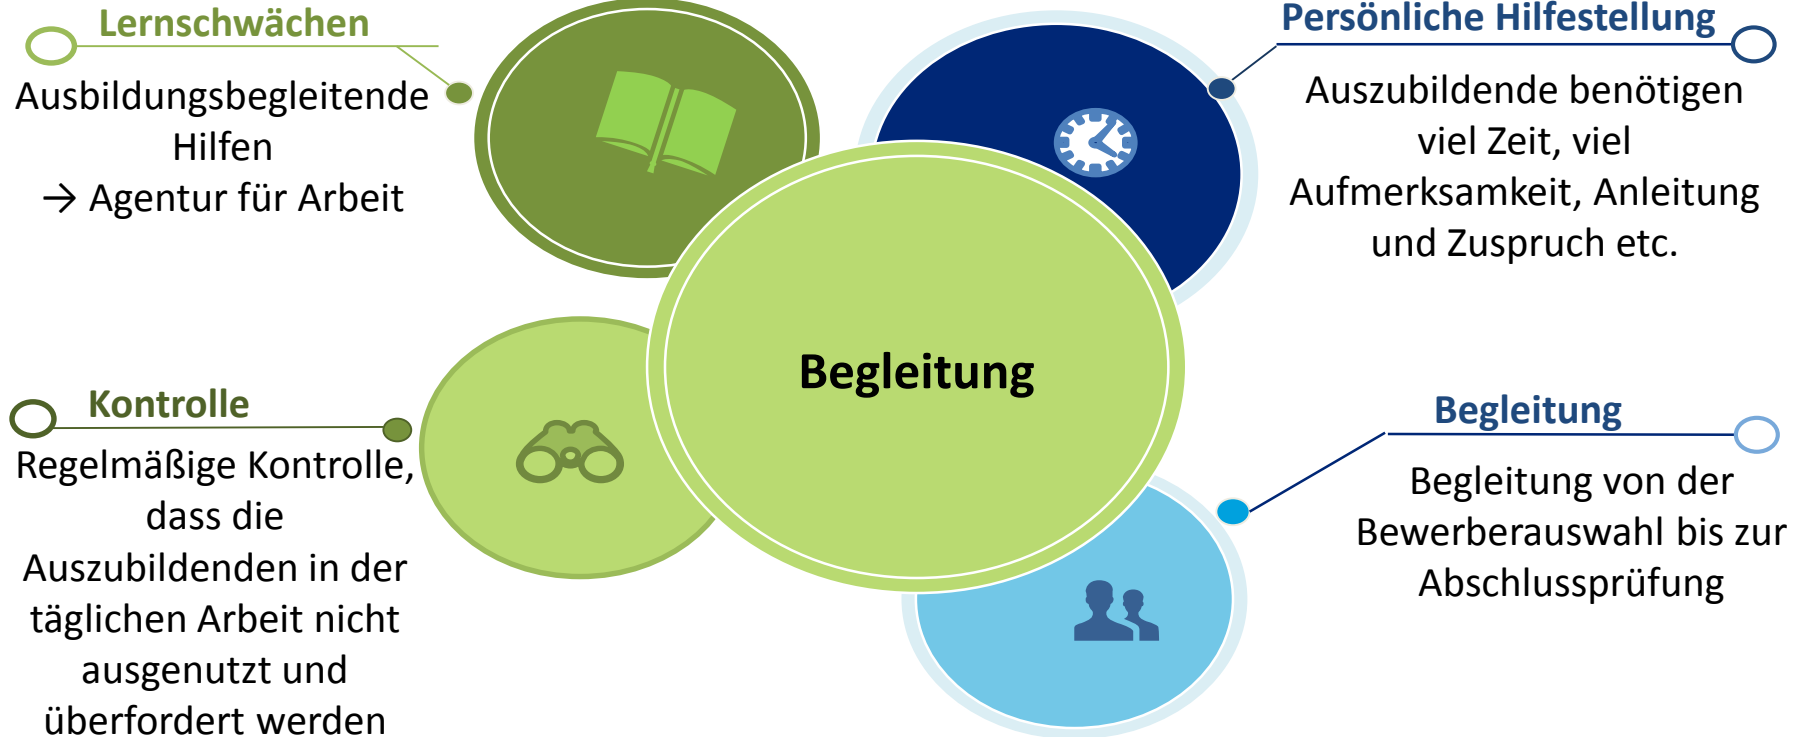 Lernschwächen
Ausbildungsbegleitende
Hilfen
→ Agentur für Arbeit
Persönliche Hilfestellung
Auszubildende benötigen
viel Zeit, viel
Aufmerksamkeit, Anleitung
und Zuspruch etc.
Begleitung
Kontrolle
Regelmäßige Kontrolle,
dass die
Auszubildenden in der
täglichen Arbeit nicht
ausgenutzt und
überfordert werden
Begleitung
Begleitung von der
Bewerberauswahl bis zur
Abschlussprüfung